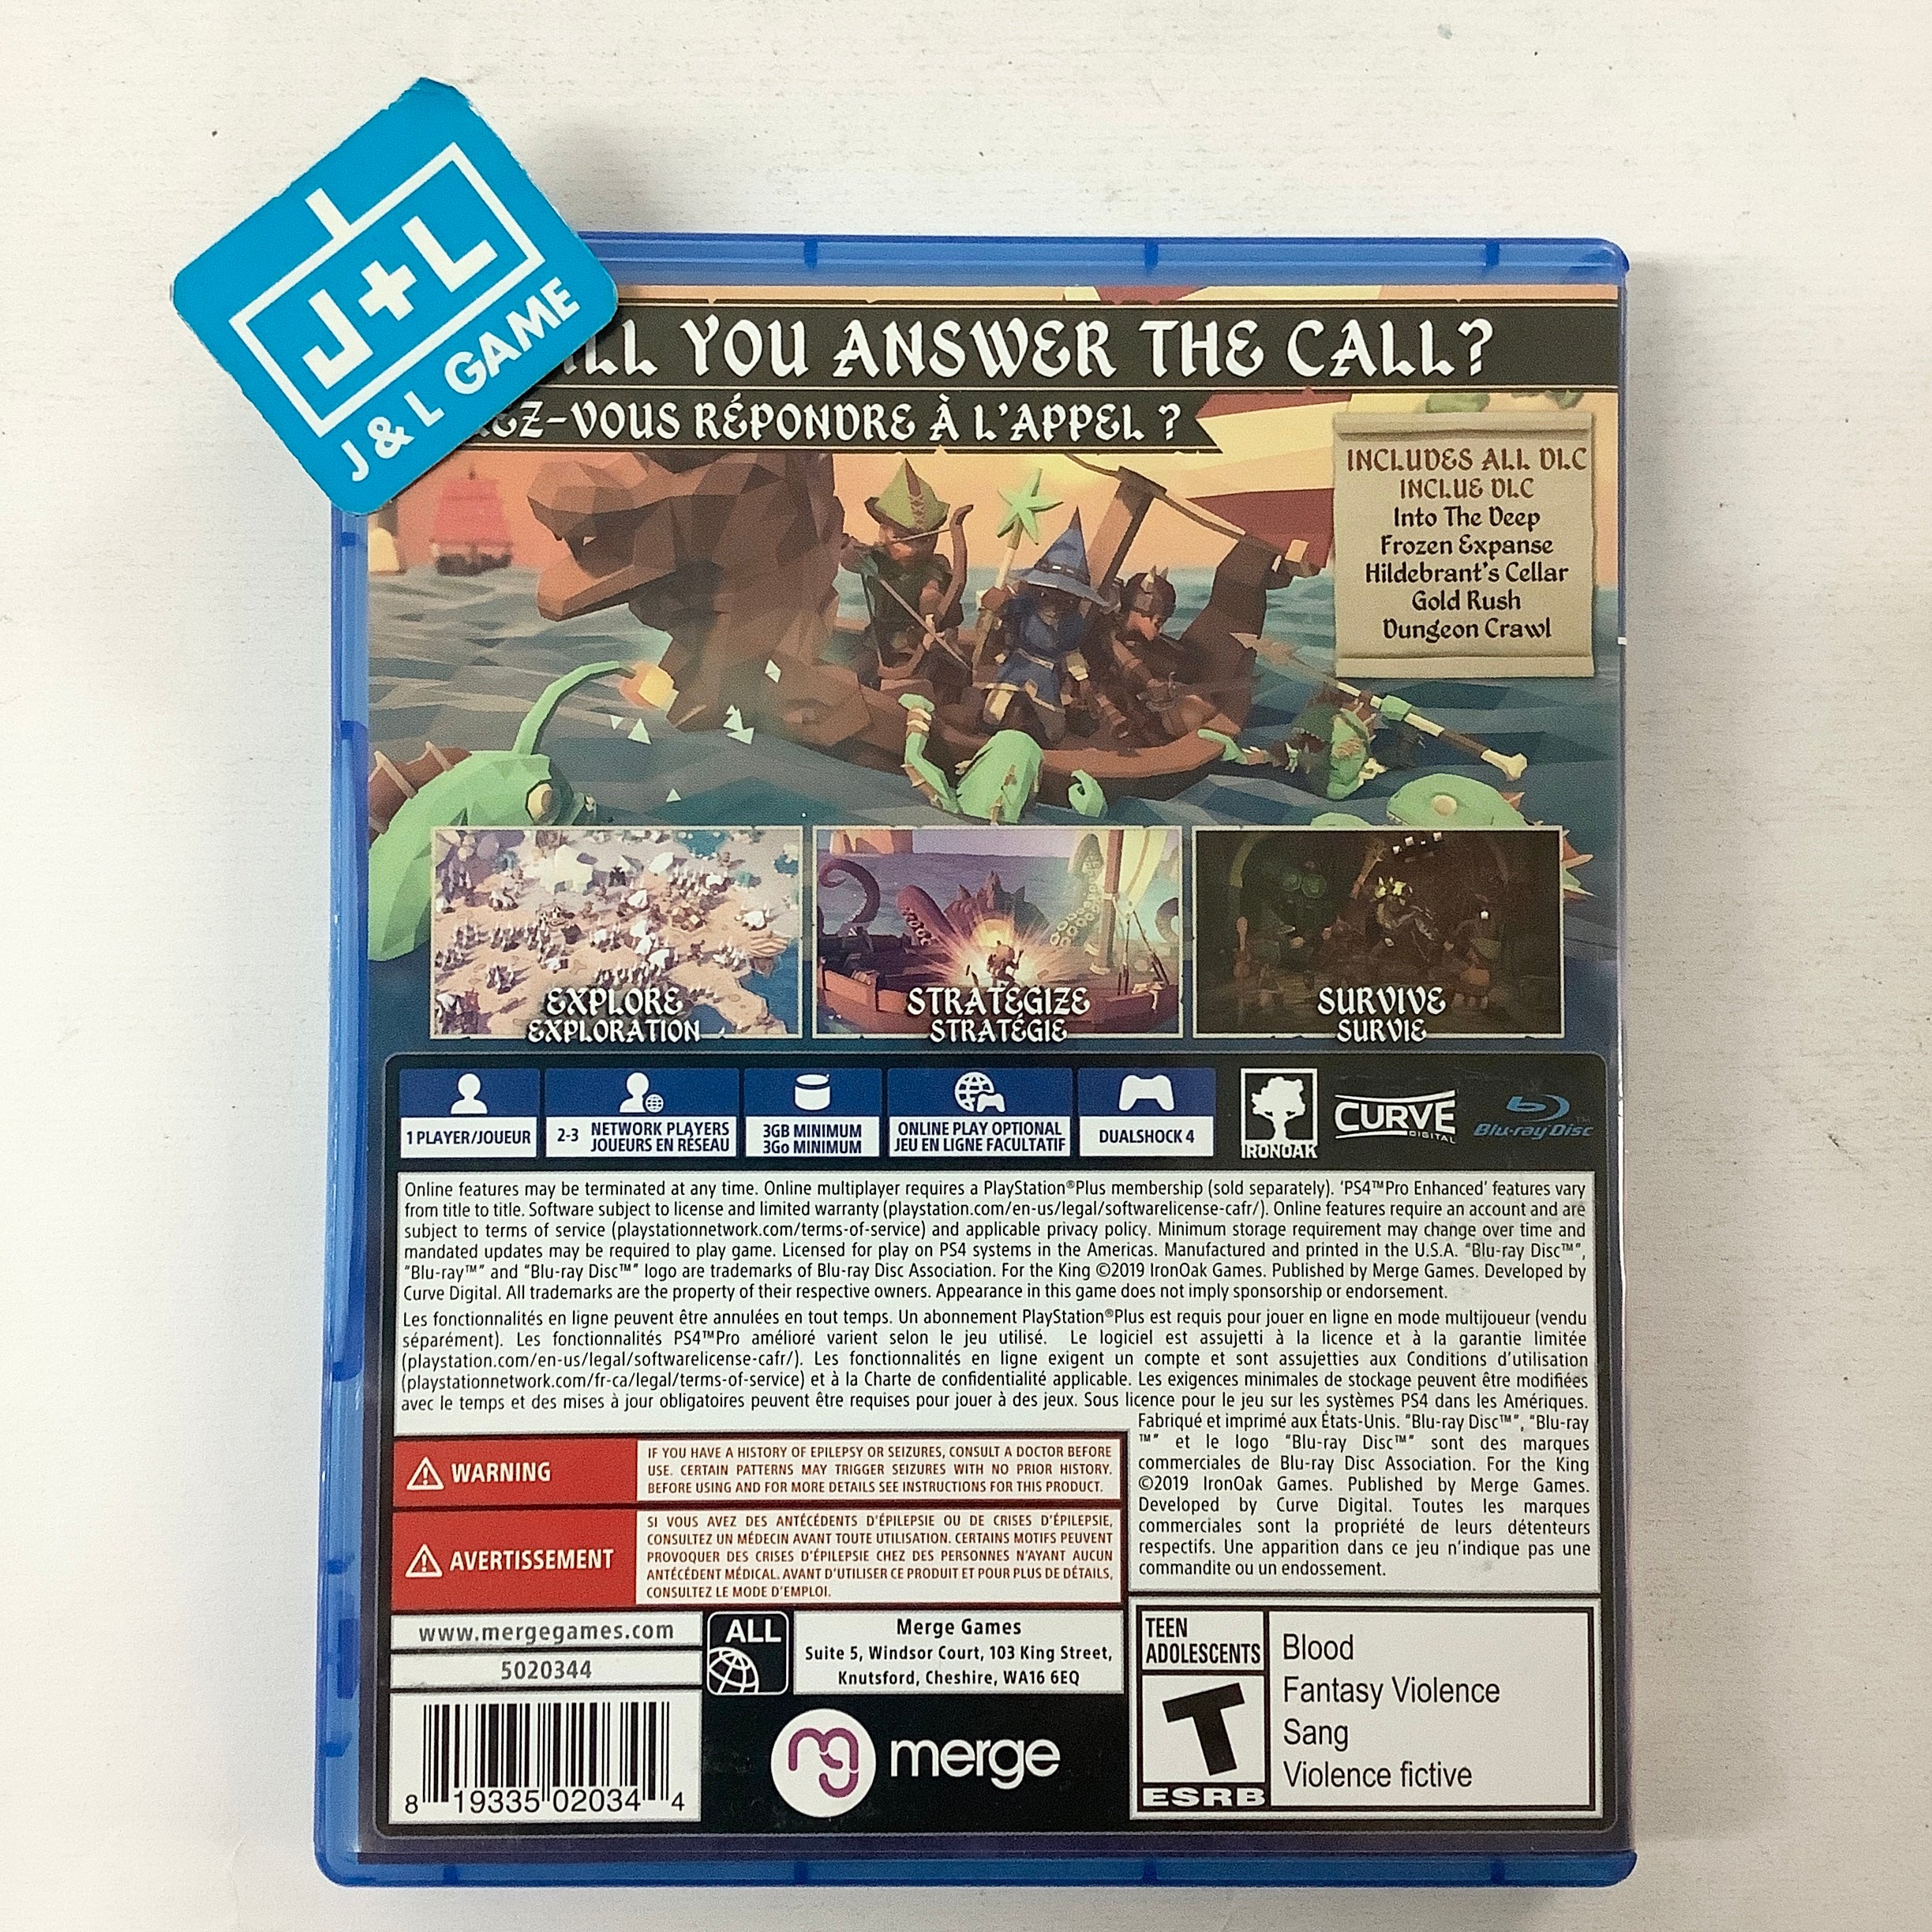 J+L
J & L GAME
YOU ANSWER THE CALL?
-VOUS RÉPONDRE À L'APPEL ?
INCLUDES ALL DLC
INCLUE DLC
Into The Deep
Frozen Expanse
Hildebrant's Cellar
Gold Rush
Dungeon Crawl
EXPLORE
EXPLORATION
STRATEGIZE
STRATÉGIE
SURVIVE
SURVIE
1 PLAYER/JOUEUR
2-3 NETWORK PLAYERS
JOUEURS EN RÉSEAU
3GB MINIMUM
3Go MINIMUM
ONLINE PLAY OPTIONAL
JEU EN LIGNE FACULTATIF
DUALSHOCK 4
IRONOAK
CURVE
DIGITAL
Blu-ray Disc™
Online features may be terminated at any time. Online multiplayer requires a PlayStation®Plus membership (sold separately). 'PS4™Pro Enhanced' features vary
from title to title. Software subject to license and limited warranty (playstation.com/en-us/legal/softwarelicense-cafr/). Online features require an account and are
subject to terms of service (playstationnetwork.com/terms-of-service) and applicable privacy policy. Minimum storage requirement may change over time and
mandated updates may be required to play game. Licensed for play on PS4 systems in the Americas. Manufactured and printed in the U.S.A. "Blu-ray Disc™",
"Blu-ray™" and "Blu-ray Disc™" logo are trademarks of Blu-ray Disc Association. For the King ©2019 IronOak Games. Published by Merge Games. Developed by
Curve Digital. All trademarks are the property of their respective owners. Appearance in this game does not imply sponsorship or endorsement.
Les fonctionnalités en ligne peuvent être annulées en tout temps. Un abonnement PlayStation®Plus est requis pour jouer en ligne en mode multijoueur (vendu
séparément). Les fonctionnalités PS4™Pro amélioré varient selon le jeu utilisé. Le logiciel est assujetti à la licence et à la garantie limitée
(playstation.com/en-us/legal/softwarelicense-cafr/). Les fonctionnalités en ligne exigent un compte et sont assujetties aux Conditions d'utilisation
(playstationnetwork.com/fr-ca/legal/terms-of-service) et à la Charte de confidentialité applicable. Les exigences minimales de stockage peuvent être modifiées
avec le temps et des mises à jour obligatoires peuvent être requises pour jouer à des jeux. Sous licence pour le jeu sur les systèmes PS4 dans les Amériques.
Fabriqué et imprimé aux États-Unis. "Blu-ray Disc™", "Blu-ray
™" et le logo "Blu-ray Disc™" sont des marques
commerciales de Blu-ray Disc Association. For the King
©2019 IronOak Games. Published by Merge Games.
Developed by Curve Digital. Toutes les marques
commerciales sont la propriété de leurs détenteurs
respectifs. Une apparition dans ce jeu n'indique pas une
commandite ou un endossement.
WARNING
IF YOU HAVE A HISTORY OF EPILEPSY OR SEIZURES, CONSULT A DOCTOR BEFORE
USE. CERTAIN PATTERNS MAY TRIGGER SEIZURES WITH NO PRIOR HISTORY.
BEFORE USING AND FOR MORE DETAILS SEE INSTRUCTIONS FOR THIS PRODUCT.
AVERTISSEMENT
SI VOUS AVEZ DES ANTÉCÉDENTS D'ÉPILEPSIE OU DE CRISES D'ÉPILEPSIE,
CONSULTEZ UN MÉDECIN AVANT TOUTE UTILISATION. CERTAINS MOTIFS PEUVENT
PROVOQUER DES CRISES D'ÉPILEPSIE CHEZ DES PERSONNES N'AYANT AUCUN
ANTÉCÉDENT MÉDICAL. AVANT D'UTILISER CE PRODUIT ET POUR PLUS DE DÉTAILS,
CONSULTEZ LE MODE D'EMPLOI.
www.mergegames.com
5020344
ALL
Merge Games
Suite 5, Windsor Court, 103 King Street,
Knutsford, Cheshire, WA16 6EQ
8 19335 02034 4
merge
TEEN
ADOLESCENTS
T
ESRB
Blood
Fantasy Violence
Sang
Violence fictive